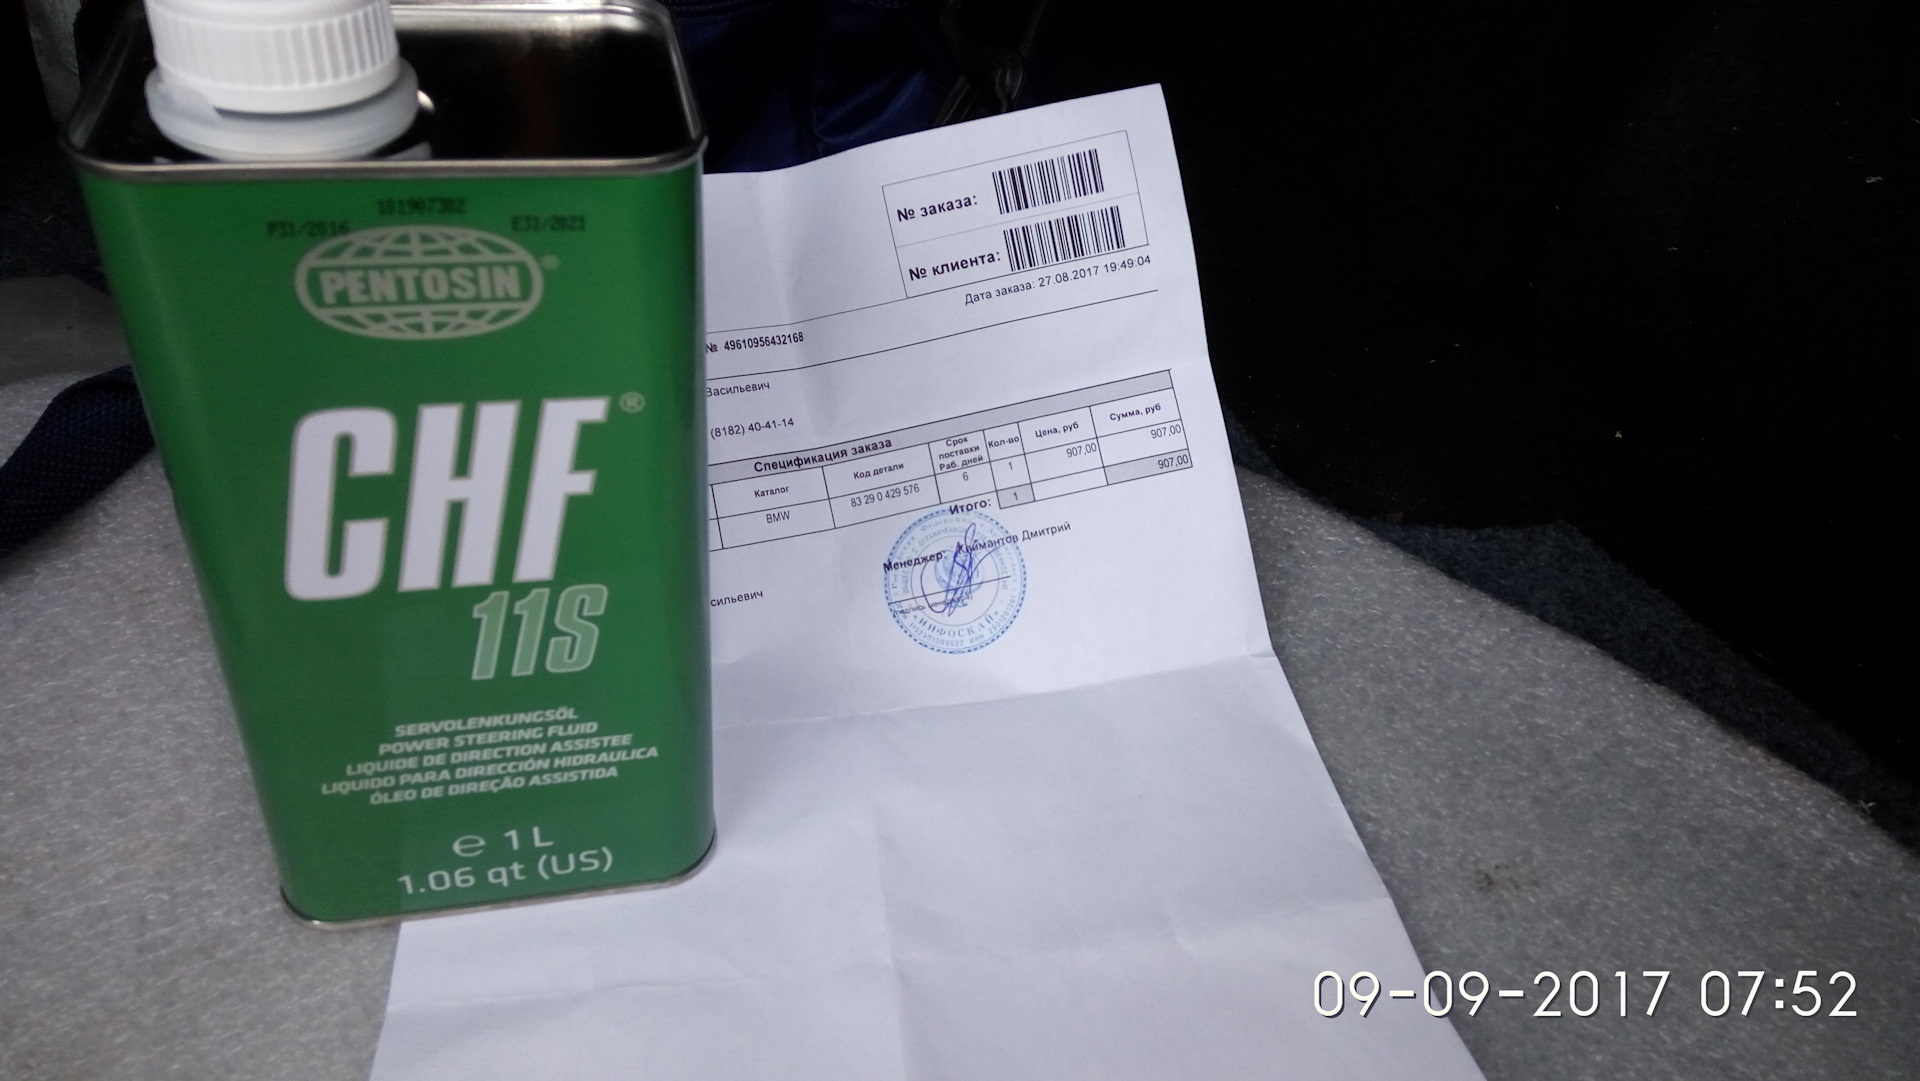 I01907302
P31/2016 E31/2021
PENTOSIN®
CHF®
11S
SERVOLENKUNGSÖL
POWER STEERING FLUID
LIQUIDE DE DIRECTION ASSISTEE
LIQUIDO PARA DIRECCIÓN HIDRAULICA
ÓLEO DE DIREÇÃO ASSISTIDA
℮ 1 L
1.06 qt (US)
№ заказа:
№ клиента:
Дата заказа: 27.08.2017 19:49:04
№ 49610956432168
Васильевич
(8182) 40-41-14
Спецификация заказа
Каталог Код детали Срок поставки Раб. дней Кол-во Цена, руб Сумма, руб
BMW 83 29 0 429 576 6 1 907,00 907,00
Итого: 1 907,00
Менеджер: Климантов Дмитрий
сильевич
«ИНФОСКАЙ»
09-09-2017 07:52